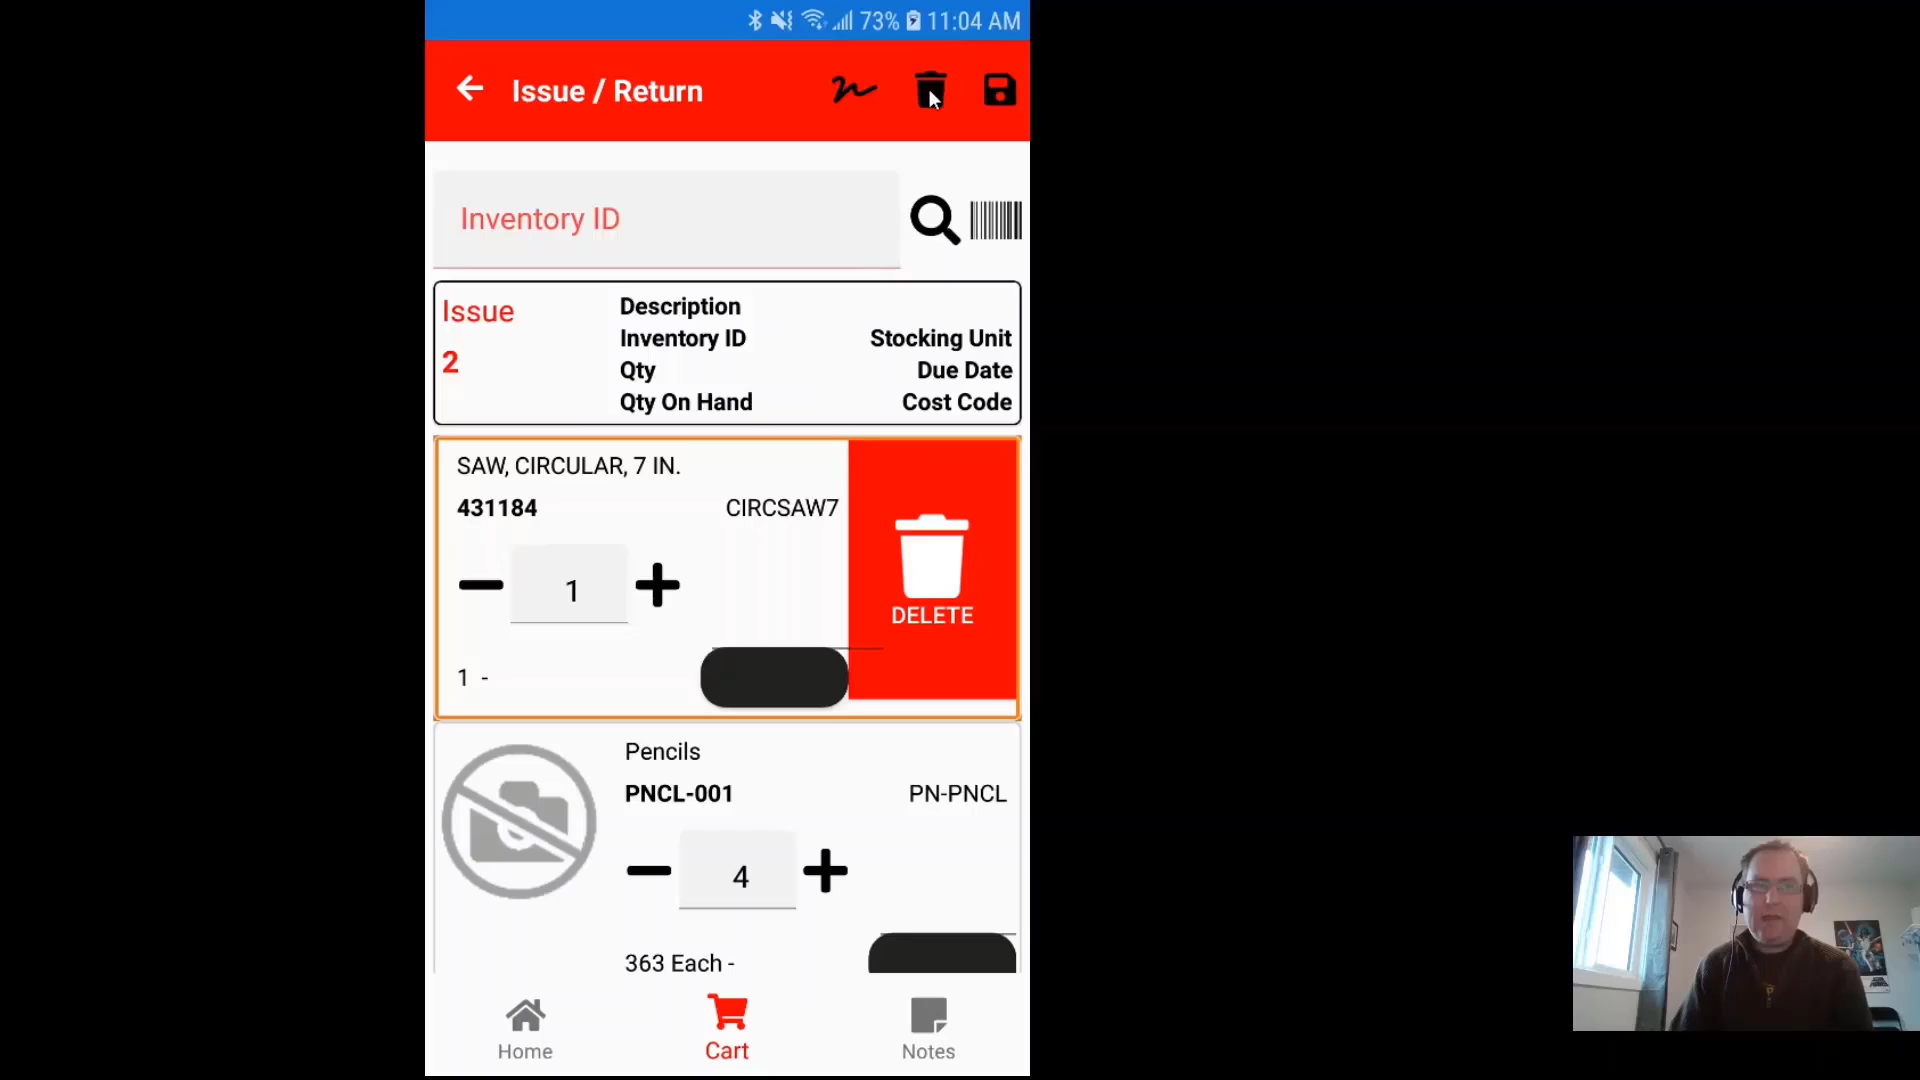 73% 11:04 AM
Issue / Return
Inventory ID
Issue
2
Description
Inventory ID Stocking Unit
Qty Due Date
Qty On Hand Cost Code
SAW, CIRCULAR, 7 IN.
431184 CIRCSAW7
1
DELETE
1 -
Pencils
PNCL-001 PN-PNCL
4
363 Each -
Home Cart Notes